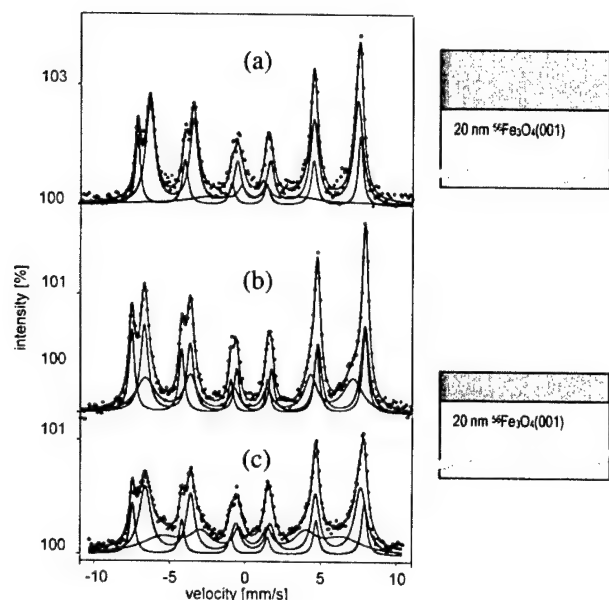 (a)
103
100
20 nm ⁵⁶Fe₃O₄(001)
(b)
101
100
intensity [%]
20 nm ⁵⁶Fe₃O₄(001)
(c)
101
100
-10 -5 0 5 10
velocity [mm/s]